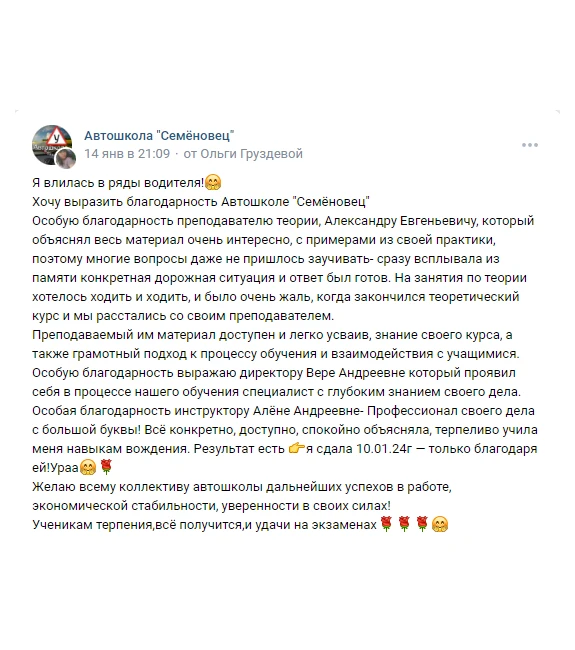 Автошкола "Семёновец"
14 янв в 21:09 · от Ольги Груздевой
Я влилась в ряды водителя!🤗
Хочу выразить благодарность Автошколе "Семёновец"
Особую благодарность преподавателю теории, Александру Евгеньевичу, который
объяснял весь материал очень интересно, с примерами из своей практики,
поэтому многие вопросы даже не пришлось заучивать- сразу всплывала из
памяти конкретная дорожная ситуация и ответ был готов. На занятия по теории
хотелось ходить и ходить, и было очень жаль, когда закончился теоретический
курс и мы расстались со своим преподавателем.
Преподаваемый им материал доступен и легко усваив, знание своего курса, а
также грамотный подход к процессу обучения и взаимодействия с учащимися.
Особую благодарность выражаю директору Вере Андреевне который проявил
себя в процессе нашего обучения специалист с глубоким знанием своего дела.
Особая благодарность инструктору Алёне Андреевне- Профессионал своего дела
с большой буквы! Всё конкретно, доступно, спокойно объясняла, терпеливо учила
меня навыкам вождения. Результат есть 👉я сдала 10.01.24г — только благодаря
ей!Ураа🤗🌹
Желаю всему коллективу автошколы дальнейших успехов в работе,
экономической стабильности, уверенности в своих силах!
Ученикам терпения,всё получится,и удачи на экзаменах🌹🌹🌹🤗